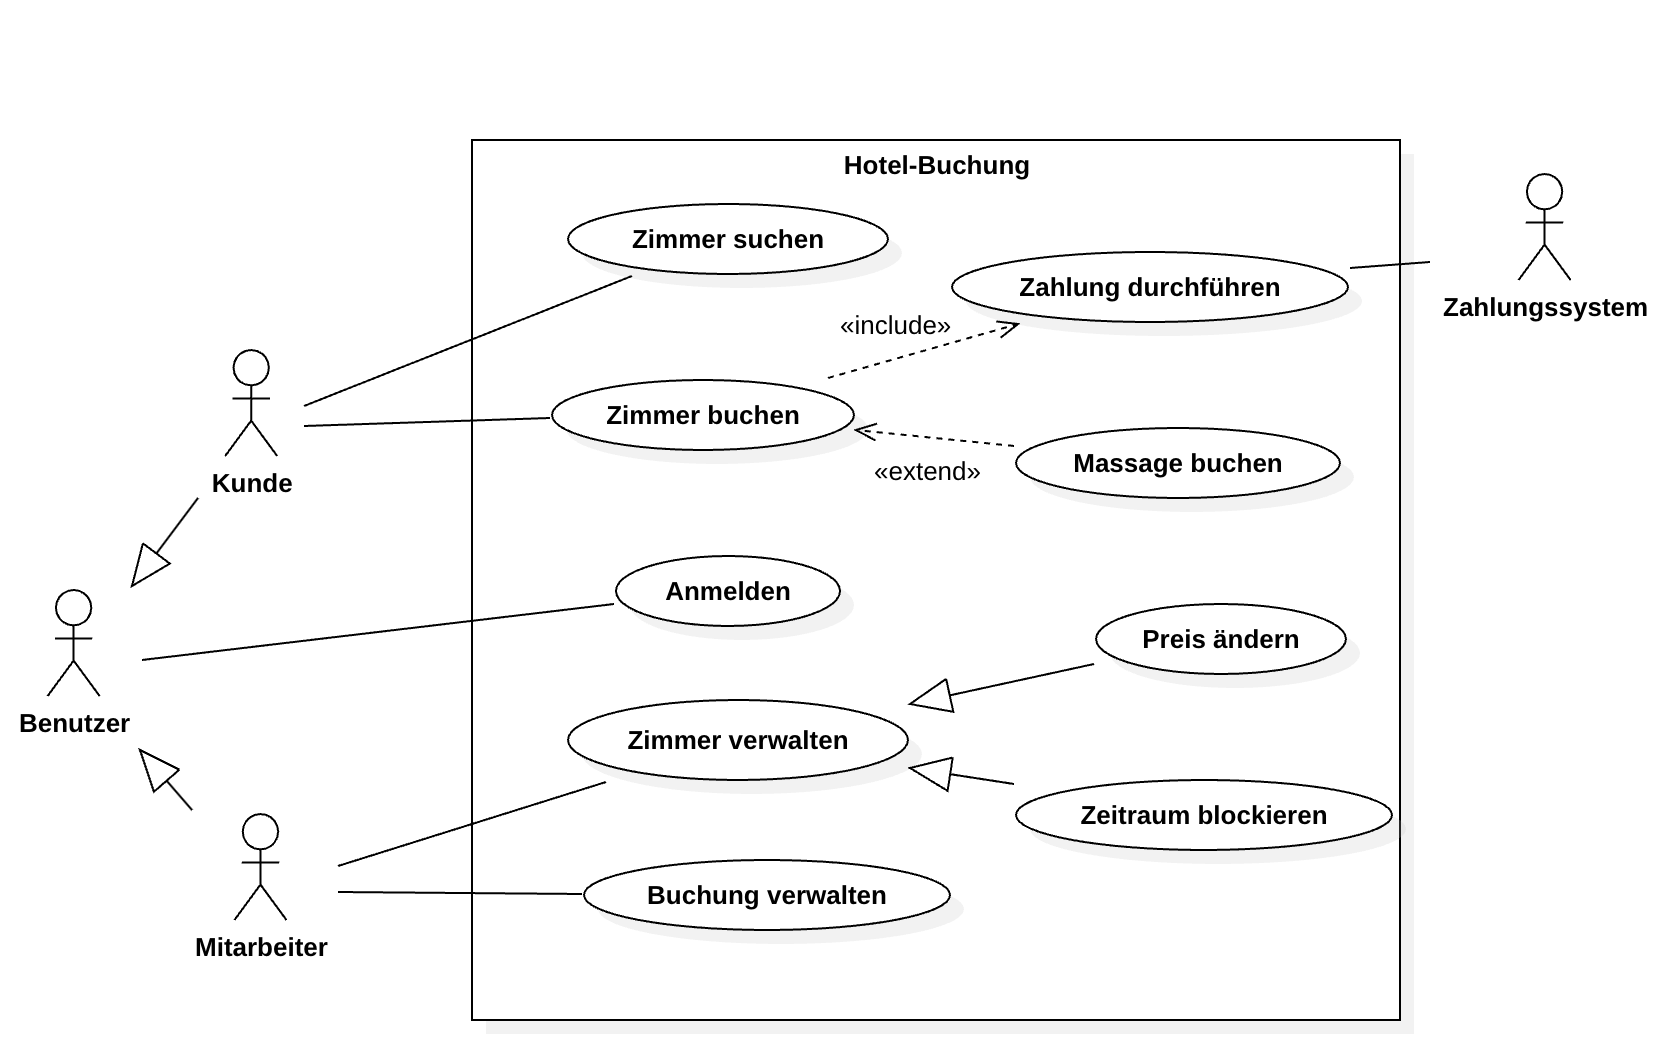 Hotel-Buchung
Zimmer suchen
Zahlung durchführen
Zahlungssystem
«include»
Zimmer buchen
Massage buchen
«extend»
Kunde
Anmelden
Preis ändern
Benutzer
Zimmer verwalten
Zeitraum blockieren
Buchung verwalten
Mitarbeiter